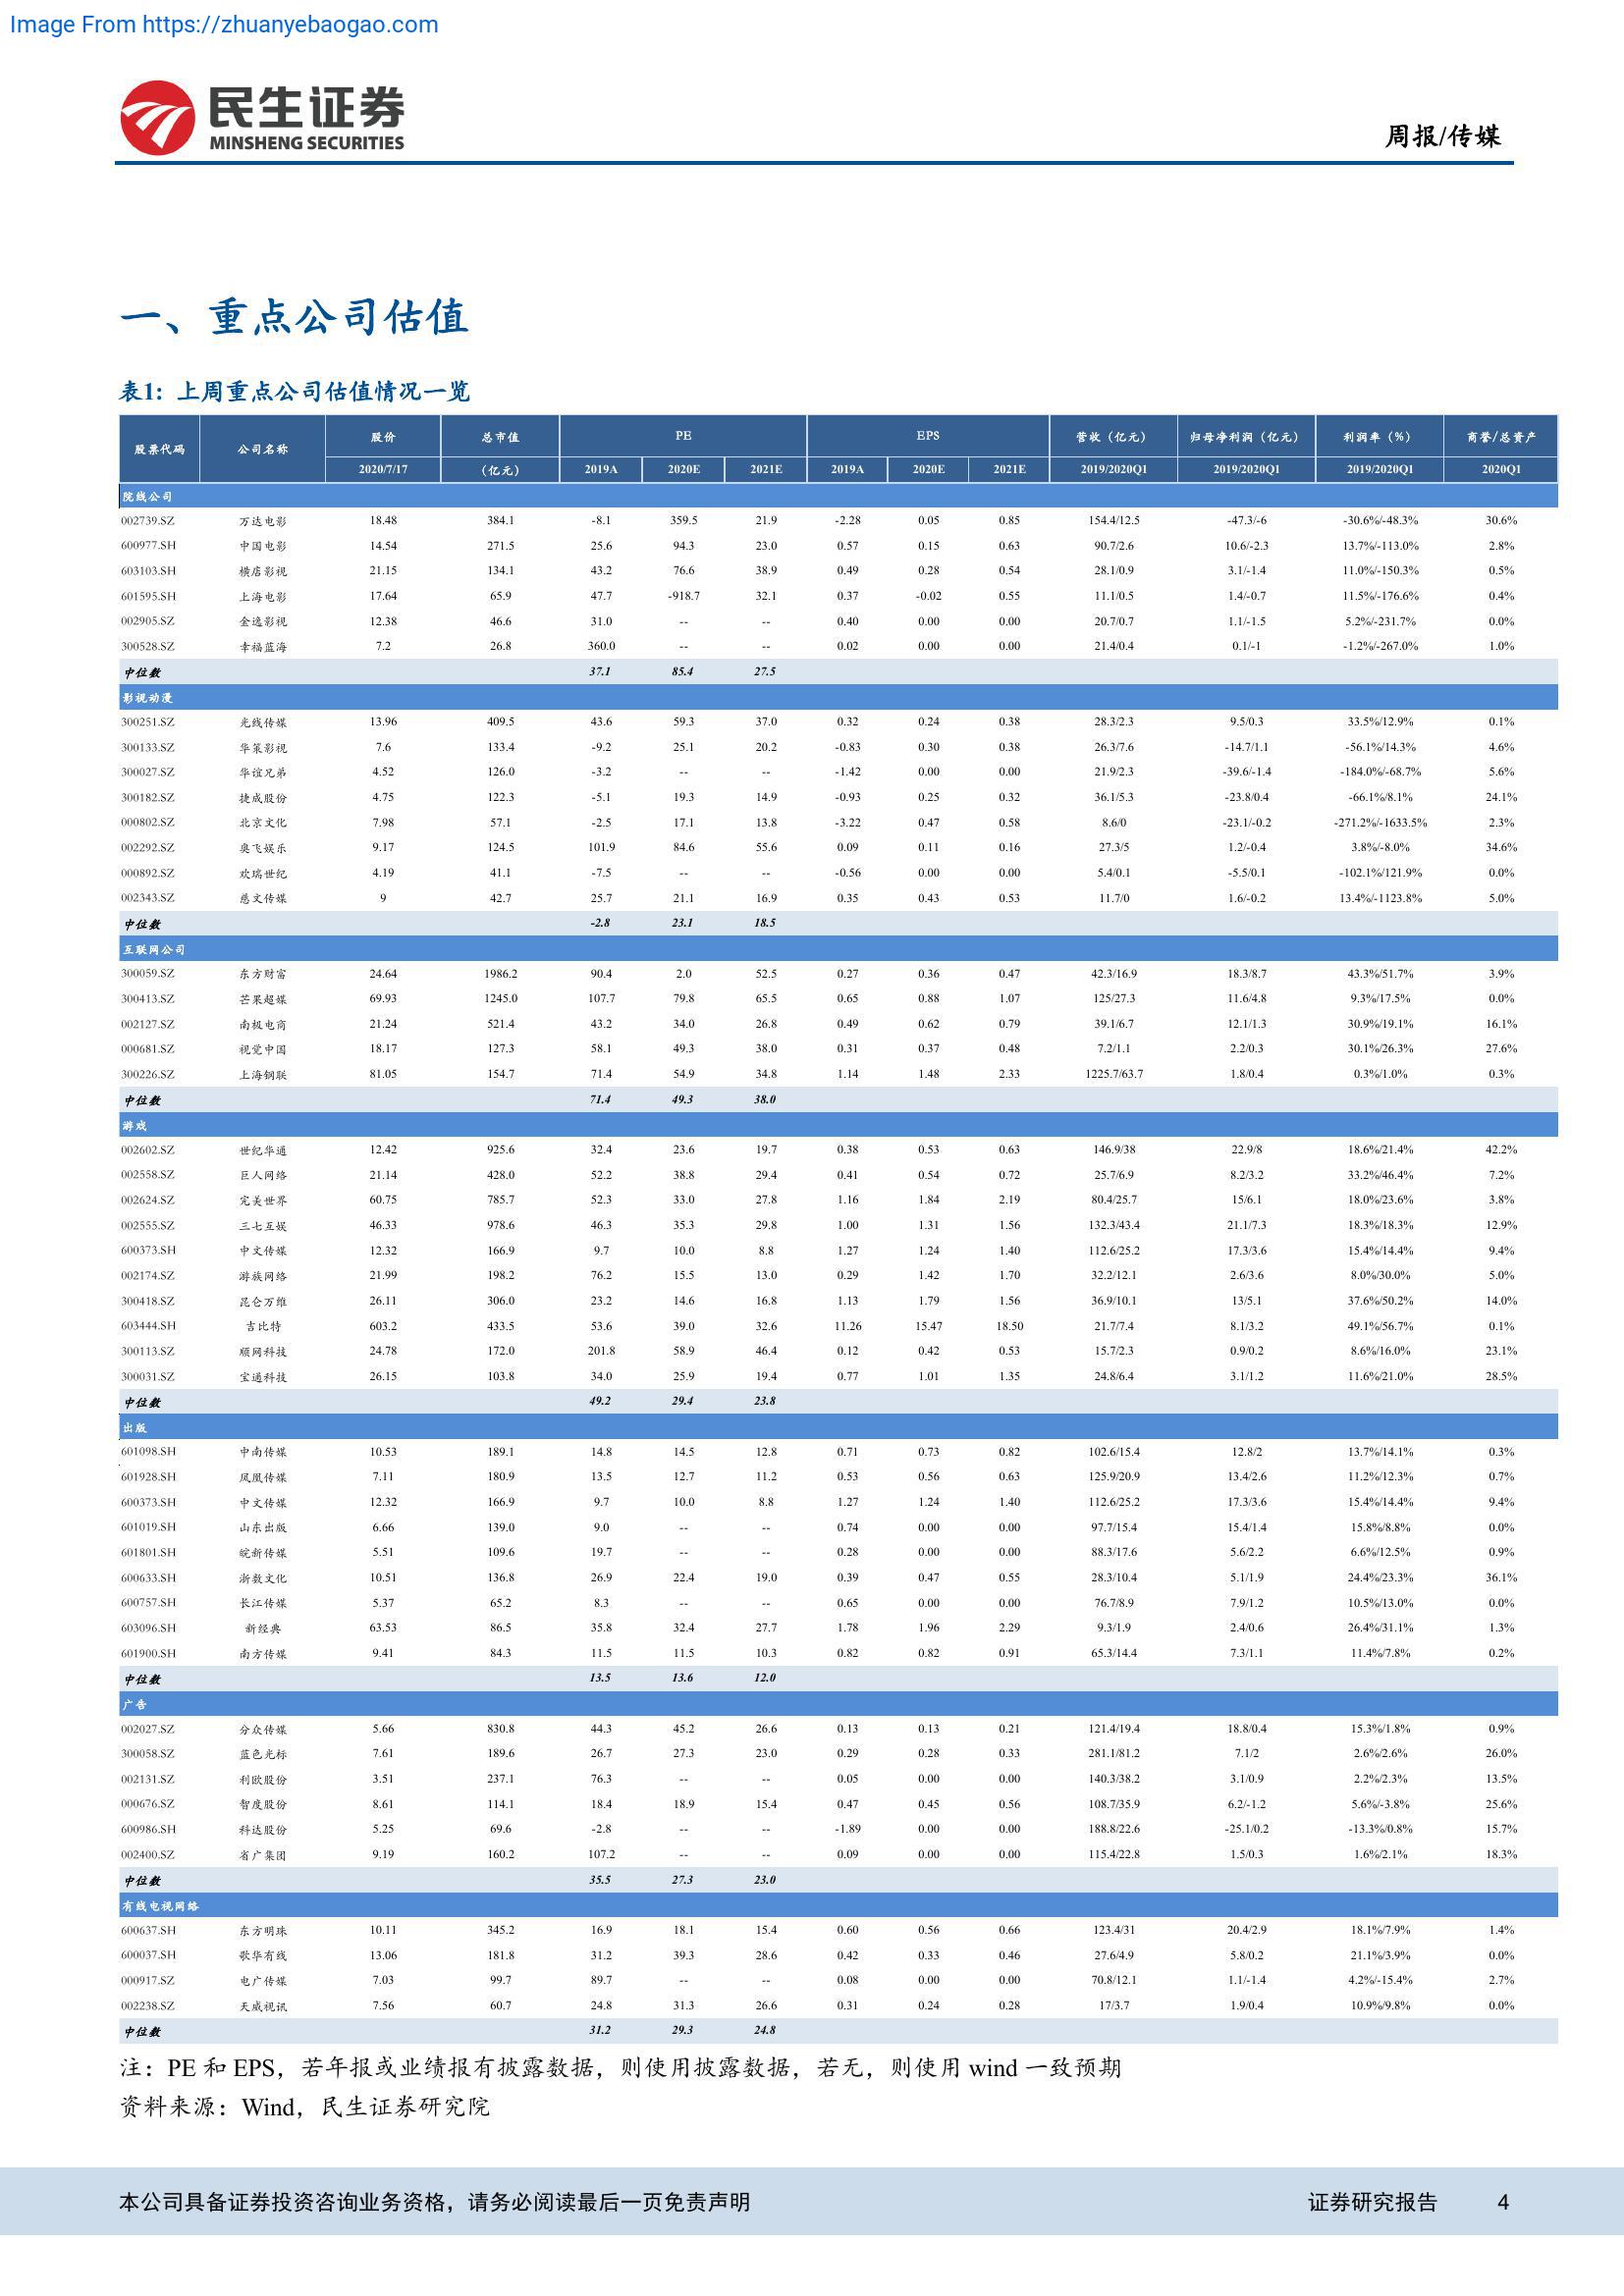 Image From https://zhuanyebaogao.com
民生证券
MINSHENG SECURITIES
周报/传媒
一、重点公司估值
表1: 上周重点公司估值情况一览
股票代码 公司名称 股价 总市值 PE EPS 营收（亿元） 归母净利润（亿元） 利润率（%） 商誉/总资产
2020/7/17 （亿元） 2019A 2020E 2021E 2019A 2020E 2021E 2019/2020Q1 2019/2020Q1 2019/2020Q1 2020Q1
院线公司
002739.SZ 万达电影 18.48 384.1 -8.1 359.5 21.9 -2.28 0.05 0.85 154.4/12.5 -47.3/-6 -30.6%/-48.3% 30.6%
600977.SH 中国电影 14.54 271.5 25.6 94.3 23.0 0.57 0.15 0.63 90.7/2.6 10.6/-2.3 13.7%/-113.0% 2.8%
603103.SH 横店影视 21.15 134.1 43.2 76.6 38.9 0.49 0.28 0.54 28.1/0.9 3.1/-1.4 11.0%/-150.3% 0.5%
601595.SH 上海电影 17.64 65.9 47.7 -918.7 32.1 0.37 -0.02 0.55 11.1/0.5 1.4/-0.7 11.5%/-176.6% 0.4%
002905.SZ 金逸影视 12.38 46.6 31.0 -- -- 0.40 0.00 0.00 20.7/0.7 1.1/-1.5 5.2%/-231.7% 0.0%
300528.SZ 幸福蓝海 7.2 26.8 360.0 -- -- 0.02 0.00 0.00 21.4/0.4 0.1/-1 -1.2%/-267.0% 1.0%
中位数 37.1 85.4 27.5
影视动漫
300251.SZ 光线传媒 13.96 409.5 43.6 59.3 37.0 0.32 0.24 0.38 28.3/2.3 9.5/0.3 33.5%/12.9% 0.1%
300133.SZ 华策影视 7.6 133.4 -9.2 25.1 20.2 -0.83 0.30 0.38 26.3/7.6 -14.7/1.1 -56.1%/14.3% 4.6%
300027.SZ 华谊兄弟 4.52 126.0 -3.2 -- -- -1.42 0.00 0.00 21.9/2.3 -39.6/-1.4 -184.0%/-68.7% 5.6%
300182.SZ 捷成股份 4.75 122.3 -5.1 19.3 14.9 -0.93 0.25 0.32 36.1/5.3 -23.8/0.4 -66.1%/8.1% 24.1%
000802.SZ 北京文化 7.98 57.1 -2.5 17.1 13.8 -3.22 0.47 0.58 8.6/0 -23.1/-0.2 -271.2%/-1633.5% 2.3%
002292.SZ 奥飞娱乐 9.17 124.5 101.9 84.6 55.6 0.09 0.11 0.16 27.3/5 1.2/-0.4 3.8%/-8.0% 34.6%
000892.SZ 欢瑞世纪 4.19 41.1 -7.5 -- -- -0.56 0.00 0.00 5.4/0.1 -5.5/0.1 -102.1%/121.9% 0.0%
002343.SZ 慈文传媒 9 42.7 25.7 21.1 16.9 0.35 0.43 0.53 11.7/0 1.6/-0.2 13.4%/-1123.8% 5.0%
中位数 -2.8 23.1 18.5
互联网公司
300059.SZ 东方财富 24.64 1986.2 90.4 2.0 52.5 0.27 0.36 0.47 42.3/16.9 18.3/8.7 43.3%/51.7% 3.9%
300413.SZ 芒果超媒 69.93 1245.0 107.7 79.8 65.5 0.65 0.88 1.07 125/27.3 11.6/4.8 9.3%/17.5% 0.0%
002127.SZ 南极电商 21.24 521.4 43.2 34.0 26.8 0.49 0.62 0.79 39.1/6.7 12.1/1.3 30.9%/19.1% 16.1%
000681.SZ 视觉中国 18.17 127.3 58.1 49.3 38.0 0.31 0.37 0.48 7.2/1.1 2.2/0.3 30.1%/26.3% 27.6%
300226.SZ 上海钢联 81.05 154.7 71.4 54.9 34.8 1.14 1.48 2.33 1225.7/63.7 1.8/0.4 0.3%/1.0% 0.3%
中位数 71.4 49.3 38.0
游戏
002602.SZ 世纪华通 12.42 925.6 32.4 23.6 19.7 0.38 0.53 0.63 146.9/38 22.9/8 18.6%/21.4% 42.2%
002558.SZ 巨人网络 21.14 428.0 52.2 38.8 29.4 0.41 0.54 0.72 25.7/6.9 8.2/3.2 33.2%/46.4% 7.2%
002624.SZ 完美世界 60.75 785.7 52.3 33.0 27.8 1.16 1.84 2.19 80.4/25.7 15/6.1 18.0%/23.6% 3.8%
002555.SZ 三七互娱 46.33 978.6 46.3 35.3 29.8 1.00 1.31 1.56 132.3/43.4 21.1/7.3 18.3%/18.3% 12.9%
600373.SH 中文传媒 12.32 166.9 9.7 10.0 8.8 1.27 1.24 1.40 112.6/25.2 17.3/3.6 15.4%/14.4% 9.4%
002174.SZ 游族网络 21.99 198.2 76.2 15.5 13.0 0.29 1.42 1.70 32.2/12.1 2.6/3.6 8.0%/30.0% 5.0%
300418.SZ 昆仑万维 26.11 306.0 23.2 14.6 16.8 1.13 1.79 1.56 36.9/10.1 13/5.1 37.6%/50.2% 14.0%
603444.SH 吉比特 603.2 433.5 53.6 39.0 32.6 11.26 15.47 18.50 21.7/7.4 8.1/3.2 49.1%/56.7% 0.1%
300113.SZ 顺网科技 24.78 172.0 201.8 58.9 46.4 0.12 0.42 0.53 15.7/2.3 0.9/0.2 8.6%/16.0% 23.1%
300031.SZ 宝通科技 26.15 103.8 34.0 25.9 19.4 0.77 1.01 1.35 24.8/6.4 3.1/1.2 11.6%/21.0% 28.5%
中位数 49.2 29.4 23.8
出版
601098.SH 中南传媒 10.53 189.1 14.8 14.5 12.8 0.71 0.73 0.82 102.6/15.4 12.8/2 13.7%/14.1% 0.3%
601928.SH 凤凰传媒 7.11 180.9 13.5 12.7 11.2 0.53 0.56 0.63 125.9/20.9 13.4/2.6 11.2%/12.3% 0.7%
600373.SH 中文传媒 12.32 166.9 9.7 10.0 8.8 1.27 1.24 1.40 112.6/25.2 17.3/3.6 15.4%/14.4% 9.4%
601019.SH 山东出版 6.66 139.0 9.0 -- -- 0.74 0.00 0.00 97.7/15.4 15.4/1.4 15.8%/8.8% 0.0%
601801.SH 皖新传媒 5.51 109.6 19.7 -- -- 0.28 0.00 0.00 88.3/17.6 5.6/2.2 6.6%/12.5% 0.9%
600633.SH 浙数文化 10.51 136.8 26.9 22.4 19.0 0.39 0.47 0.55 28.3/10.4 5.1/1.9 24.4%/23.3% 36.1%
600757.SH 长江传媒 5.37 65.2 8.3 -- -- 0.65 0.00 0.00 76.7/8.9 7.9/1.2 10.5%/13.0% 0.0%
603096.SH 新经典 63.53 86.5 35.8 32.4 27.7 1.78 1.96 2.29 9.3/1.9 2.4/0.6 26.4%/31.1% 1.3%
601900.SH 南方传媒 9.41 84.3 11.5 11.5 10.3 0.82 0.82 0.91 65.3/14.4 7.3/1.1 11.4%/7.8% 0.2%
中位数 13.5 13.6 12.0
广告
002027.SZ 分众传媒 5.66 830.8 44.3 45.2 26.6 0.13 0.13 0.21 121.4/19.4 18.8/0.4 15.3%/1.8% 0.9%
300058.SZ 蓝色光标 7.61 189.6 26.7 27.3 23.0 0.29 0.28 0.33 281.1/81.2 7.1/2 2.6%/2.6% 26.0%
002131.SZ 利欧股份 3.51 237.1 76.3 -- -- 0.05 0.00 0.00 140.3/38.2 3.1/0.9 2.2%/2.3% 13.5%
000676.SZ 智度股份 8.61 114.1 18.4 18.9 15.4 0.47 0.45 0.56 108.7/35.9 6.2/-1.2 5.6%/-3.8% 25.6%
600986.SH 科达股份 5.25 69.6 -2.8 -- -- -1.89 0.00 0.00 188.8/22.6 -25.1/0.2 -13.3%/0.8% 15.7%
002400.SZ 省广集团 9.19 160.2 107.2 -- -- 0.09 0.00 0.00 115.4/22.8 1.5/0.3 1.6%/2.1% 18.3%
中位数 35.5 27.3 23.0
有线电视网络
600637.SH 东方明珠 10.11 345.2 16.9 18.1 15.4 0.60 0.56 0.66 123.4/31 20.4/2.9 18.1%/7.9% 1.4%
600037.SH 歌华有线 13.06 181.8 31.2 39.3 28.6 0.42 0.33 0.46 27.6/4.9 5.8/0.2 21.1%/3.9% 0.0%
000917.SZ 电广传媒 7.03 99.7 89.7 -- -- 0.08 0.00 0.00 70.8/12.1 1.1/-1.4 4.2%/-15.4% 2.7%
002238.SZ 天威视讯 7.56 60.7 24.8 31.3 26.6 0.31 0.24 0.28 17/3.7 1.9/0.4 10.9%/9.8% 0.0%
中位数 31.2 29.3 24.8
注：PE 和 EPS，若年报或业绩报有披露数据，则使用披露数据，若无，则使用 wind 一致预期
资料来源：Wind，民生证券研究院
本公司具备证券投资咨询业务资格，请务必阅读最后一页免责声明 证券研究报告 4